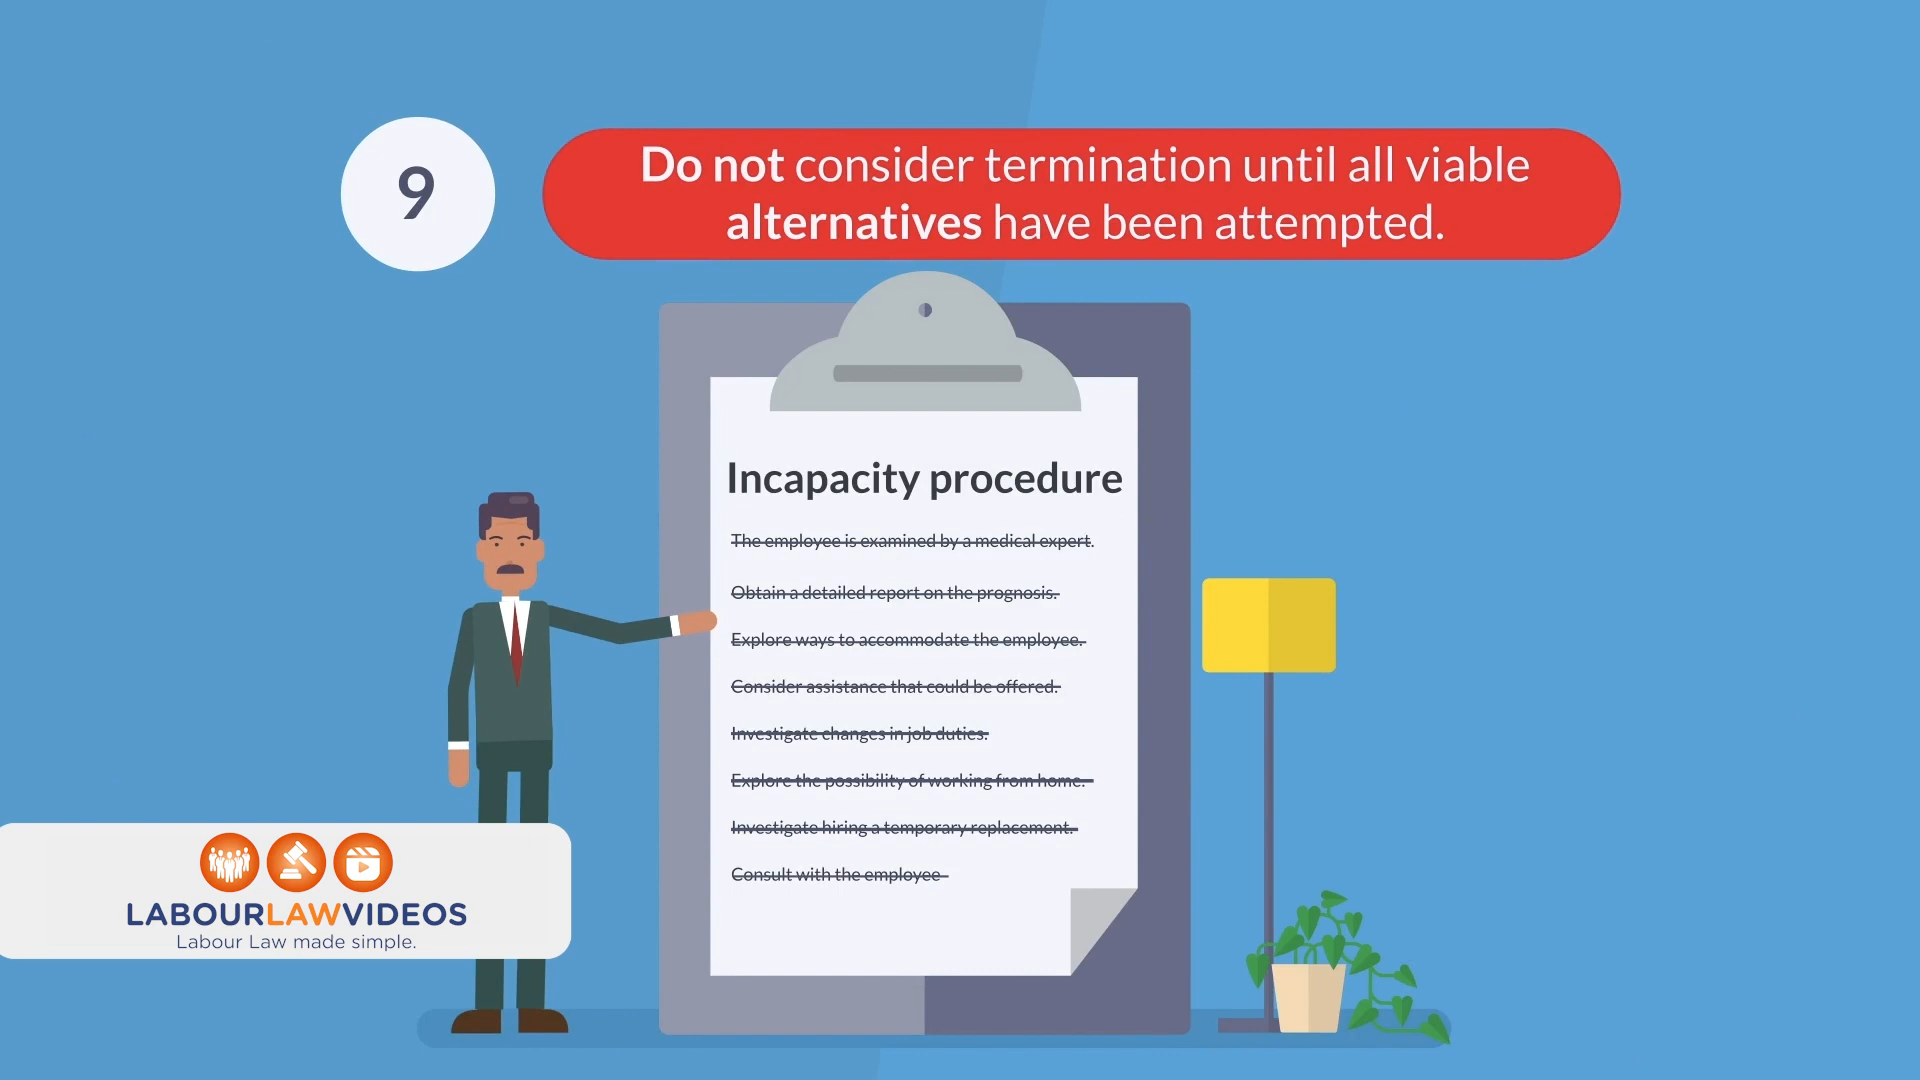 9
Do not consider termination until all viable
alternatives have been attempted.
Incapacity procedure
The employee is examined by a medical expert.
Obtain a detailed report on the prognosis.
Explore ways to accommodate the employee.
Consider assistance that could be offered.
Investigate changes in job duties.
Explore the possibility of working from home.
Investigate hiring a temporary replacement.
Consult with the employee
LABOURLAWVIDEOS
Labour Law made simple.